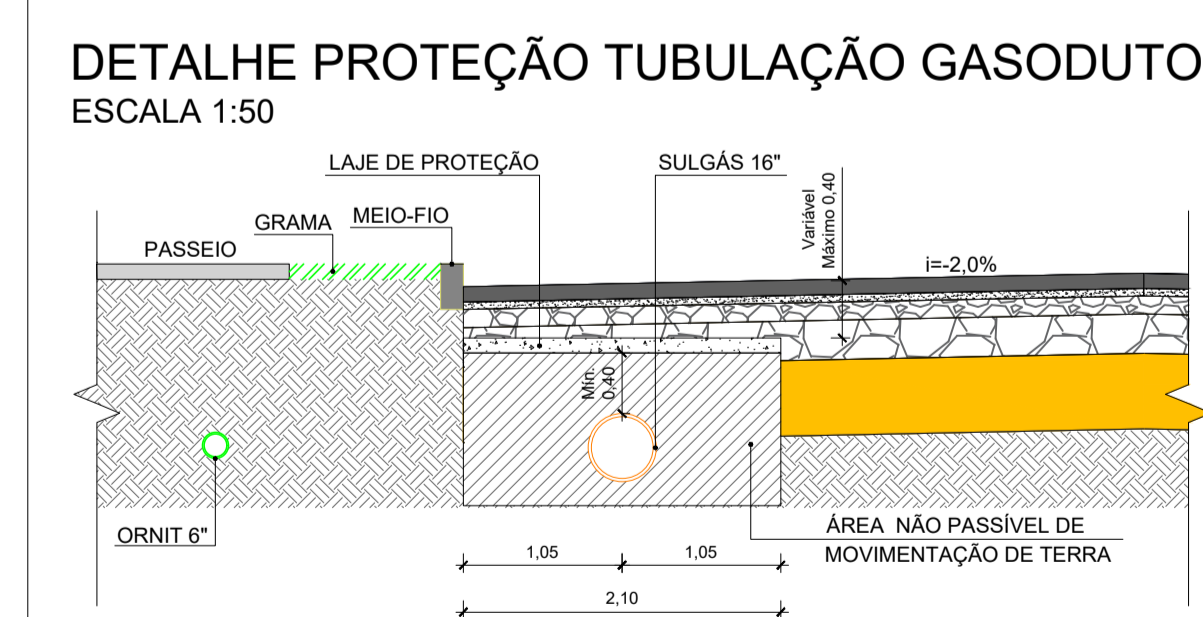 DETALHE PROTEÇÃO TUBULAÇÃO GASODUTO
ESCALA 1:50
LAJE DE PROTEÇÃO
SULGÁS 16"
Variável
Máximo 0,40
GRAMA
MEIO-FIO
PASSEIO
i=-2,0%
Mín.
0,40
ORNIT 6"
ÁREA NÃO PASSÍVEL DE
MOVIMENTAÇÃO DE TERRA
1,05
1,05
2,10